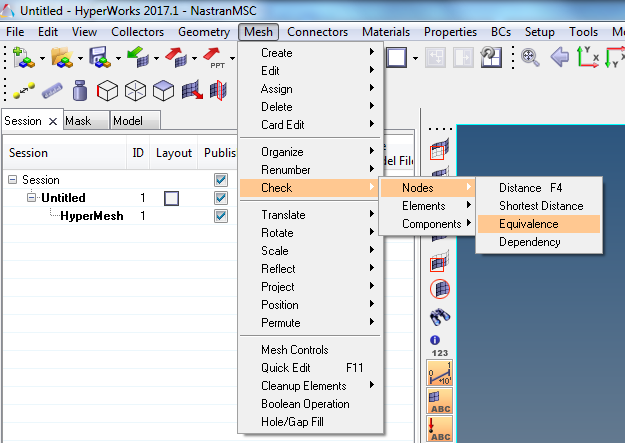 Untitled - HyperWorks 2017.1 - NastranMSC
File Edit View Collectors Geometry Mesh Connectors Materials Properties BCs Setup Tools
PPT
Session Mask Model
Session ID Layout Publis
del File
Session
Untitled 1
HyperMesh 1
Create
Edit
Assign
Delete
Card Edit
Organize
Renumber
Check
Translate
Rotate
Scale
Reflect
Project
Position
Permute
Mesh Controls
Quick Edit F11
Cleanup Elements
Boolean Operation
Hole/Gap Fill
Nodes
Elements
Components
Distance F4
Shortest Distance
Equivalence
Dependency
123
ABC
ABC